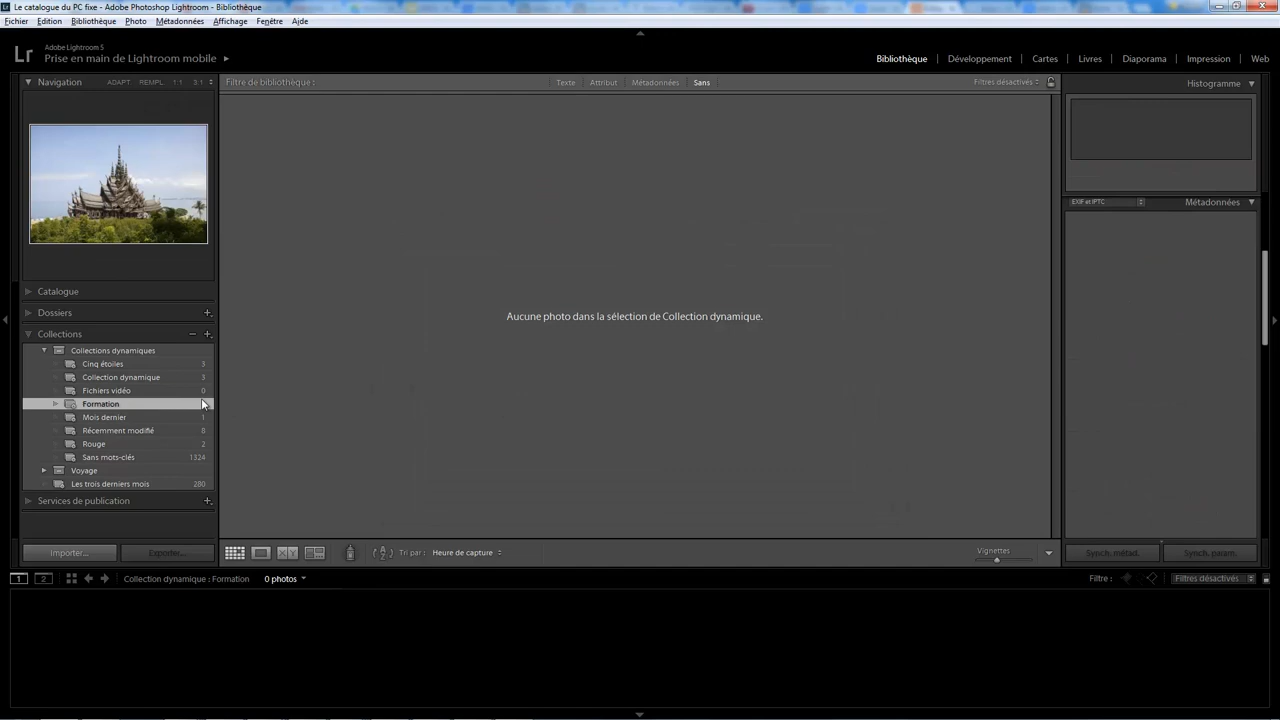 Le catalogue du PC fixe - Adobe Photoshop Lightroom - Bibliothèque
Fichier Edition Bibliothèque Photo Métadonnées Affichage Fenêtre Aide
Lr
Adobe Lightroom 5
Prise en main de Lightroom mobile
Bibliothèque Développement Cartes Livres Diaporama Impression Web
Navigation ADAPT REMPL. 1:1 3:1
Filtre de bibliothèque : Texte Attribut Métadonnées Sans Filtres désactivés
Histogramme
EXIF et IPTC Métadonnées
Catalogue
Dossiers
Collections
Aucune photo dans la sélection de Collection dynamique.
Collections dynamiques
Cinq étoiles
Collection dynamique 3
Fichiers vidéo 0
Formation
Mois dernier 1
Récemment modifié 8
Rouge 2
Sans mots-clés 1324
Voyage
Les trois derniers mois 280
Services de publication
Importer... Exporter...
Tri par : Heure de capture
Vignettes
Synch. métad. Synch. param.
1 2 Collection dynamique : Formation 0 photos Filtre : Filtres désactivés